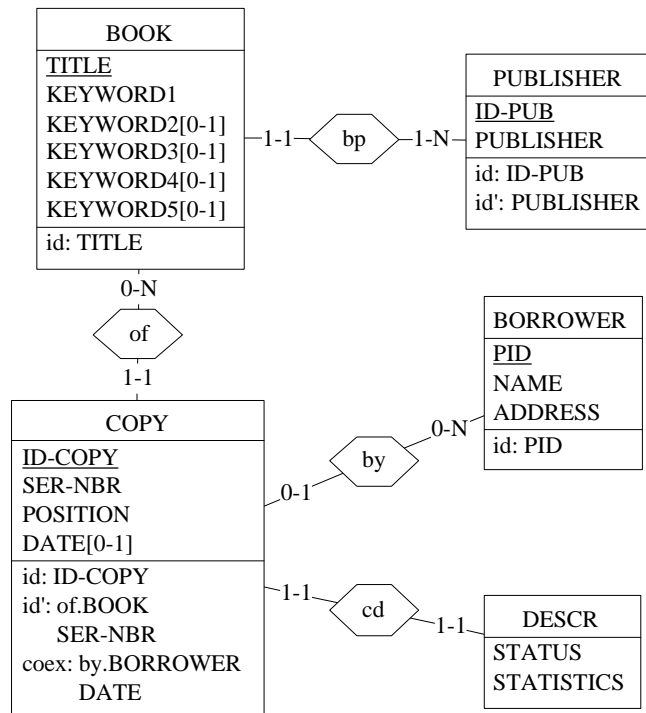 BOOK
TITLE
KEYWORD1
KEYWORD2[0-1]
KEYWORD3[0-1]
KEYWORD4[0-1]
KEYWORD5[0-1]
id: TITLE
1-1
bp
1-N
PUBLISHER
ID-PUB
PUBLISHER
id: ID-PUB
id': PUBLISHER
0-N
of
1-1
COPY
ID-COPY
SER-NBR
POSITION
DATE[0-1]
id: ID-COPY
id': of.BOOK
SER-NBR
coex: by.BORROWER
DATE
0-1
by
0-N
BORROWER
PID
NAME
ADDRESS
id: PID
1-1
cd
1-1
DESCR
STATUS
STATISTICS